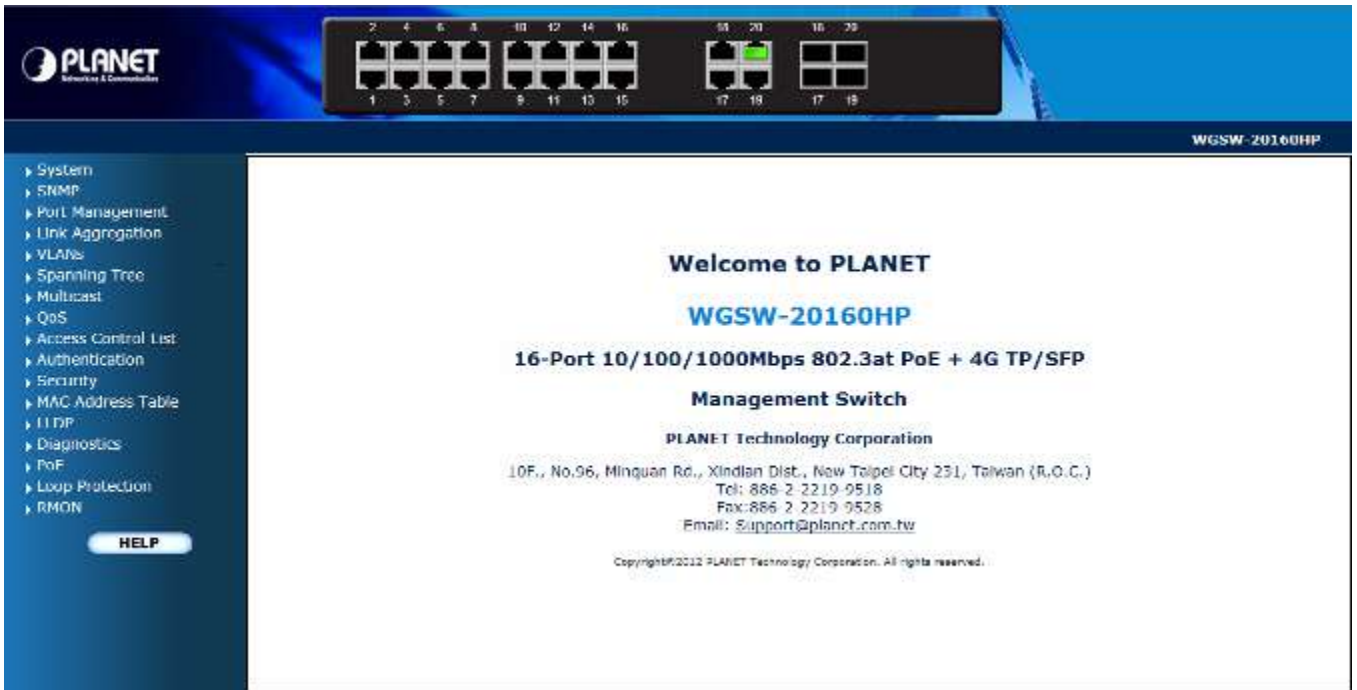 PLANET
Networking & Communication
2 4 6 8 10 12 14 16 18 20 18 20
1 3 5 7 9 11 13 15 17 19 17 19
WGSW-20160HP
System
SNMP
Port Management
Link Aggregation
VLANs
Spanning Tree
Multicast
QoS
Access Control List
Authentication
Security
MAC Address Table
LLDP
Diagnostics
PoE
Loop Protection
RMON
HELP
Welcome to PLANET
WGSW-20160HP
16-Port 10/100/1000Mbps 802.3at PoE + 4G TP/SFP
Management Switch
PLANET Technology Corporation
10F., No.96, Minquan Rd., Xindian Dist., New Taipei City 231, Taiwan (R.O.C.)
Tel: 886-2-2219-9518
Fax:886-2-2219-9528
Email: Support@planet.com.tw
Copyright©2012 PLANET Technology Corporation. All rights reserved.